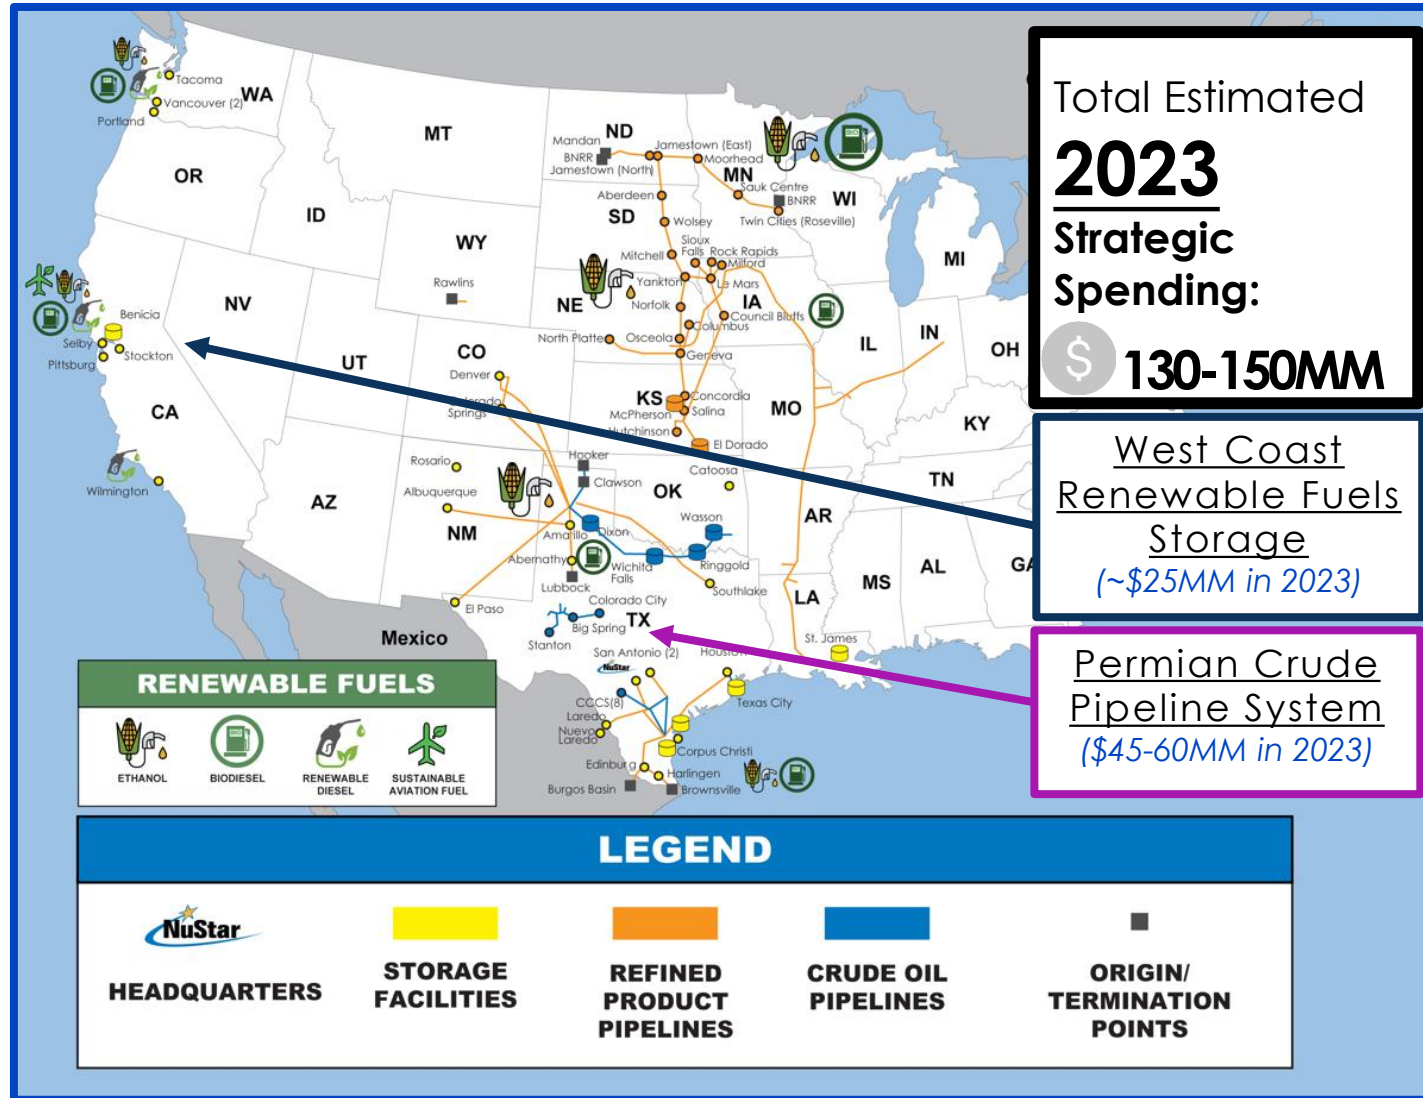 Total Estimated
2023
Strategic
Spending:
$ 130-150MM
West Coast
Renewable Fuels
Storage
(~$25MM in 2023)
Permian Crude
Pipeline System
($45-60MM in 2023)
Tacoma
WA
Vancouver (2)
Portland
MT
ND
Mandan
BNRR
Jamestown (East)
Jamestown (North)
Moorhead
MN
Sauk Centre
BNRR
WI
Twin Cities (Roseville)
OR
ID
Aberdeen
SD
Wolsey
MI
WY
Sioux
Falls
Rock Rapids
Mitchell
Milford
Yankton
Le Mars
Rawlins
NE
Norfolk
IA
Council Bluffs
Columbus
NV
Benicia
Selby
Stockton
Pittsburg
North Platte
Osceola
Geneva
IL
IN
OH
UT
CO
Denver
Colorado
Springs
KS
Concordia
McPherson
Salina
Hutchinson
MO
KY
CA
El Dorado
Hooker
Clawson
Catoosa
TN
Rosario
Wilmington
Albuquerque
AZ
NM
OK
Wasson
AR
Amarillo
Dixon
Abernathy
Wichita
Falls
Ringgold
MS
AL
GA
Lubbock
Southlake
LA
El Paso
Colorado City
Big Spring
TX
Stanton
Mexico
San Antonio (2)
NuStar
Houston
St. James
CCCS(8)
Texas City
Laredo
Nuevo
Laredo
Corpus Christi
Edinburg
Harlingen
Burgos Basin
Brownsville
BIO
RENEWABLE FUELS
ETHANOL
BIODIESEL
RENEWABLE
DIESEL
SUSTAINABLE
AVIATION FUEL
LEGEND
NuStar
HEADQUARTERS
STORAGE
FACILITIES
REFINED
PRODUCT
PIPELINES
CRUDE OIL
PIPELINES
ORIGIN/
TERMINATION
POINTS